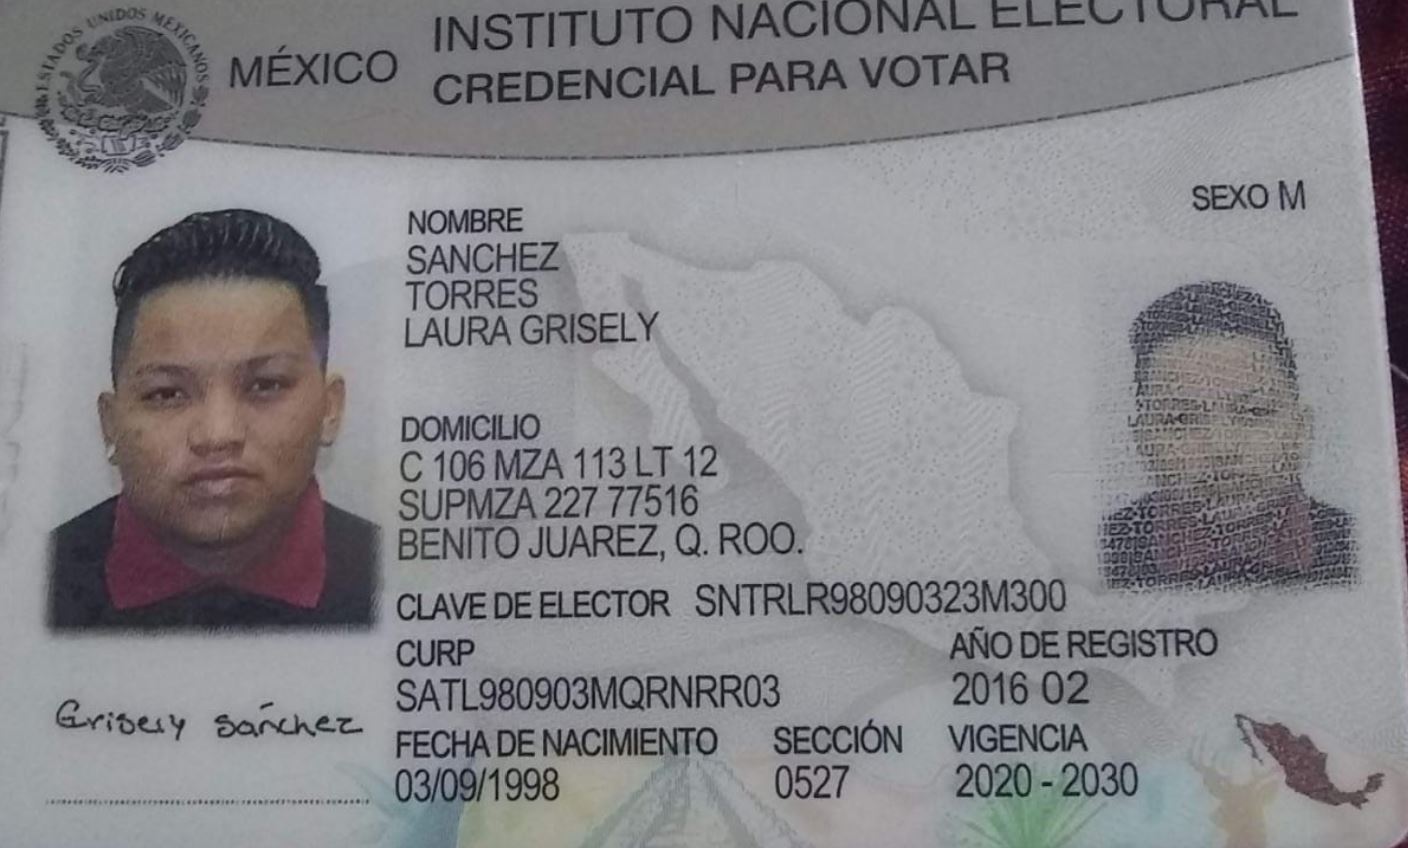 ESTADOS UNIDOS MEXICANOS
MÉXICO
INSTITUTO NACIONAL ELECTORAL
CREDENCIAL PARA VOTAR
SEXO M
NOMBRE
SANCHEZ
TORRES
LAURA GRISELY
DOMICILIO
C 106 MZA 113 LT 12
SUPMZA 227 77516
BENITO JUAREZ, Q. ROO.
CLAVE DE ELECTOR SNTRLR98090323M300
CURP
SATL980903MQRNRR03
AÑO DE REGISTRO
2016 02
FECHA DE NACIMIENTO
03/09/1998
SECCIÓN
0527
VIGENCIA
2020 - 2030
Grisely Sánchez